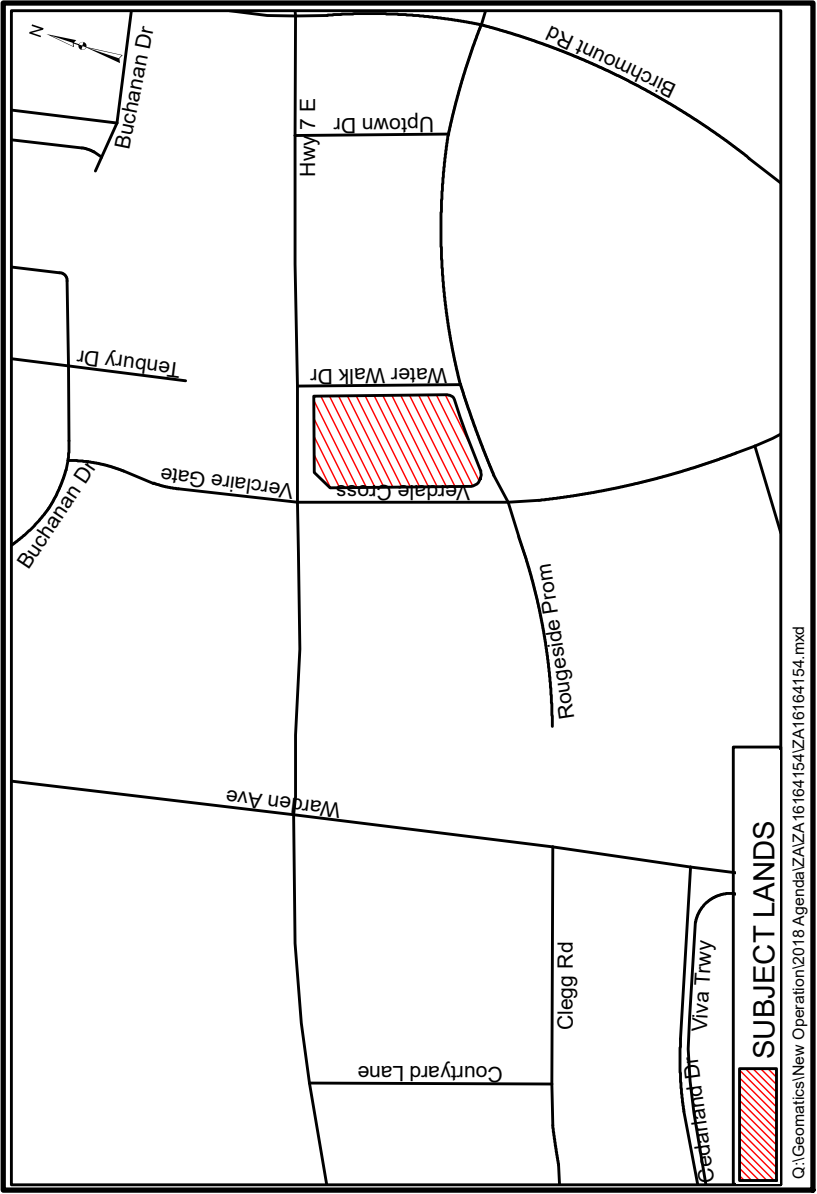 N
Buchanan Dr
Birchmount Rd
Hwy 7 E
Uptown Dr
Tenbury Dr
Water Walk Dr
Buchanan Dr
Verclaire Gate
Verdale Cross
Rougeside Prom
Warden Ave
Clegg Rd
Courtyard Lane
Cedarland Dr
Viva Trwy
SUBJECT LANDS
Q:\Geomatics\New Operation\2018 Agenda\ZA\ZA16164154\ZA16164154.mxd